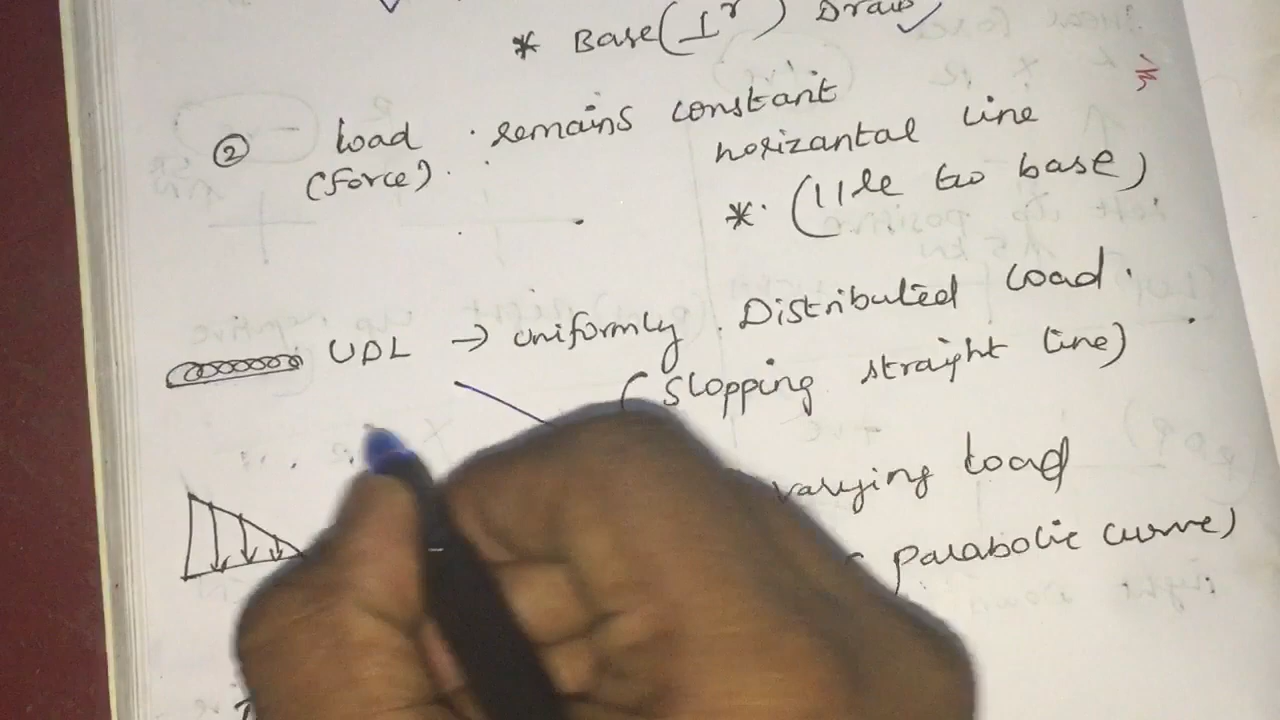 * Base(⊥r) Draw
② Load remains constant
(force). horizantal line
* (||le to base)
UDL → uniformly Distributed Load.
(Slopping straight line)
varying Load
parabolic curve)